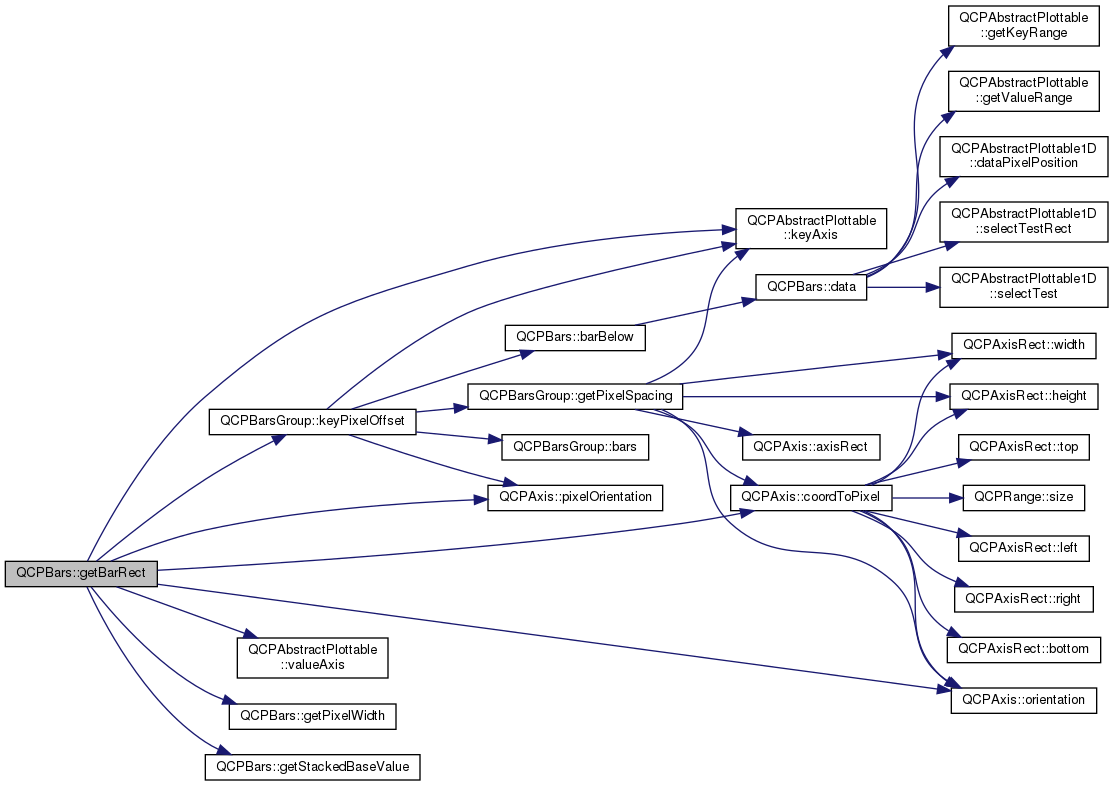 QCPAbstractPlottable
::getKeyRange
QCPAbstractPlottable
::getValueRange
QCPAbstractPlottable1D
::dataPixelPosition
QCPAbstractPlottable1D
::selectTestRect
QCPAbstractPlottable
::keyAxis
QCPBars::data
QCPAbstractPlottable1D
::selectTest
QCPBars::barBelow
QCPAxisRect::width
QCPBarsGroup::getPixelSpacing
QCPAxisRect::height
QCPBarsGroup::keyPixelOffset
QCPBarsGroup::bars
QCPAxis::axisRect
QCPAxisRect::top
QCPAxis::pixelOrientation
QCPAxis::coordToPixel
QCPRange::size
QCPAxisRect::left
QCPBars::getBarRect
QCPAxisRect::right
QCPAbstractPlottable
::valueAxis
QCPAxisRect::bottom
QCPAxis::orientation
QCPBars::getPixelWidth
QCPBars::getStackedBaseValue